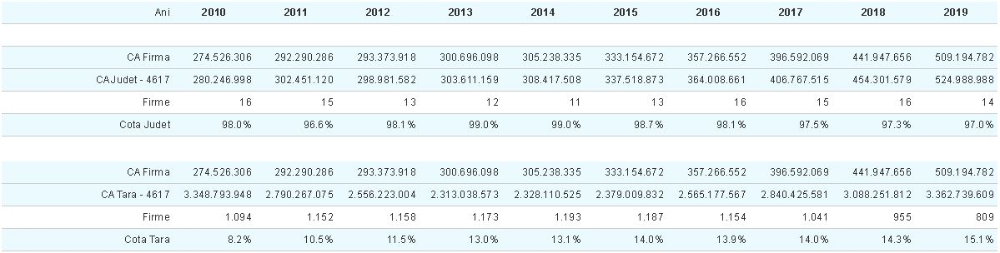 Ani 2010 2011 2012 2013 2014 2015 2016 2017 2018 2019
CA Firma 274.526.306 292.290.286 293.373.918 300.696.098 305.238.335 333.154.672 357.266.552 396.592.069 441.947.656 509.194.782
CA Judet - 4617 280.246.998 302.451.120 298.981.582 303.611.159 308.417.508 337.518.873 364.008.661 406.767.515 454.301.579 524.988.988
Firme 16 15 13 12 11 13 16 15 16 14
Cota Judet 98.0% 96.6% 98.1% 99.0% 99.0% 98.7% 98.1% 97.5% 97.3% 97.0%
CA Firma 274.526.306 292.290.286 293.373.918 300.696.098 305.238.335 333.154.672 357.266.552 396.592.069 441.947.656 509.194.782
CA Tara - 4617 3.348.793.948 2.790.267.075 2.556.223.004 2.313.038.573 2.328.110.525 2.379.009.832 2.565.177.567 2.840.425.581 3.088.251.812 3.362.739.609
Firme 1.094 1.152 1.158 1.173 1.193 1.187 1.154 1.041 955 809
Cota Tara 8.2% 10.5% 11.5% 13.0% 13.1% 14.0% 13.9% 14.0% 14.3% 15.1%